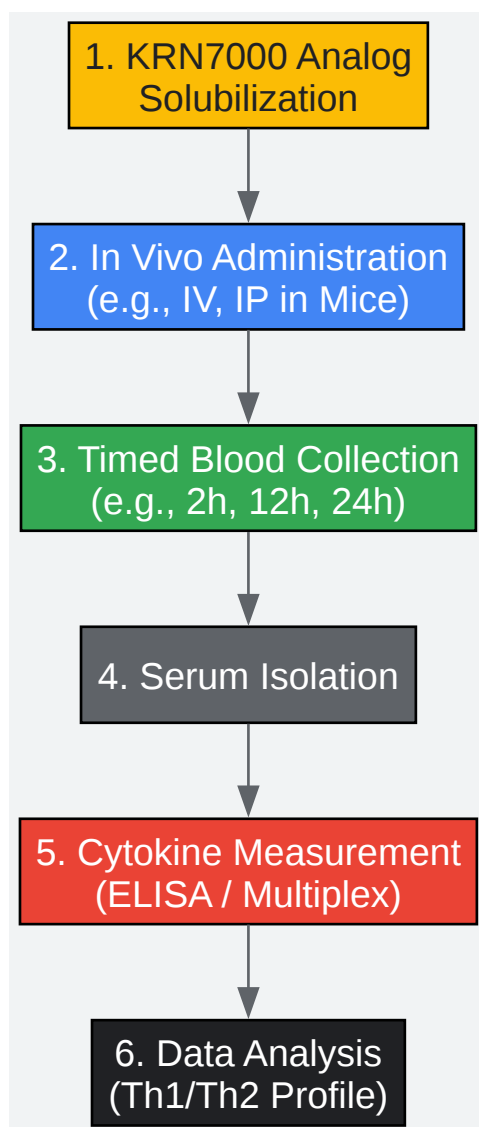 1. KRN7000 Analog
Solubilization
2. In Vivo Administration
(e.g., IV, IP in Mice)
3. Timed Blood Collection
(e.g., 2h, 12h, 24h)
4. Serum Isolation
5. Cytokine Measurement
(ELISA / Multiplex)
6. Data Analysis
(Th1/Th2 Profile)